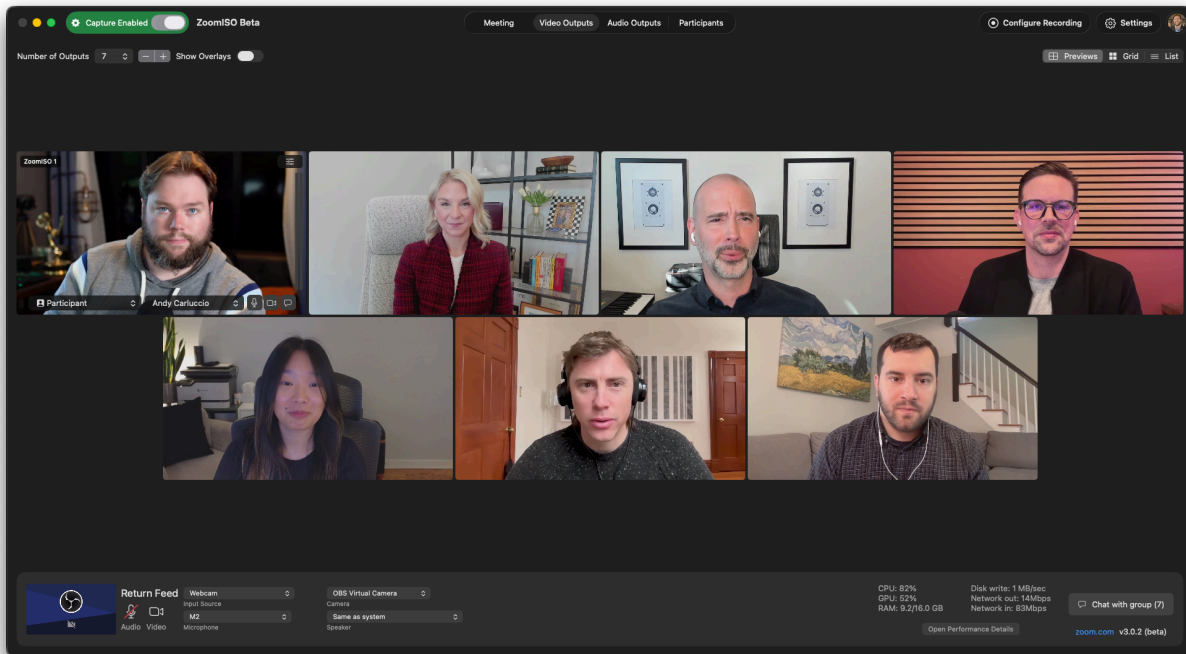 Capture Enabled
ZoomISO Beta
Meeting
Video Outputs
Audio Outputs
Participants
Configure Recording
Settings
Number of Outputs
7
Show Overlays
Previews
Grid
List
ZoomISO 1
Participant
Andy Carluccio
Return Feed
Audio
Video
Webcam
Input Source
M2
Microphone
OBS Virtual Camera
Camera
Same as system
Speaker
CPU: 82%
GPU: 52%
RAM: 9.2/16.0 GB
Disk write: 1 MB/sec
Network out: 14Mbps
Network in: 83Mbps
Open Performance Details
Chat with group (7)
zoom.com v3.0.2 (beta)